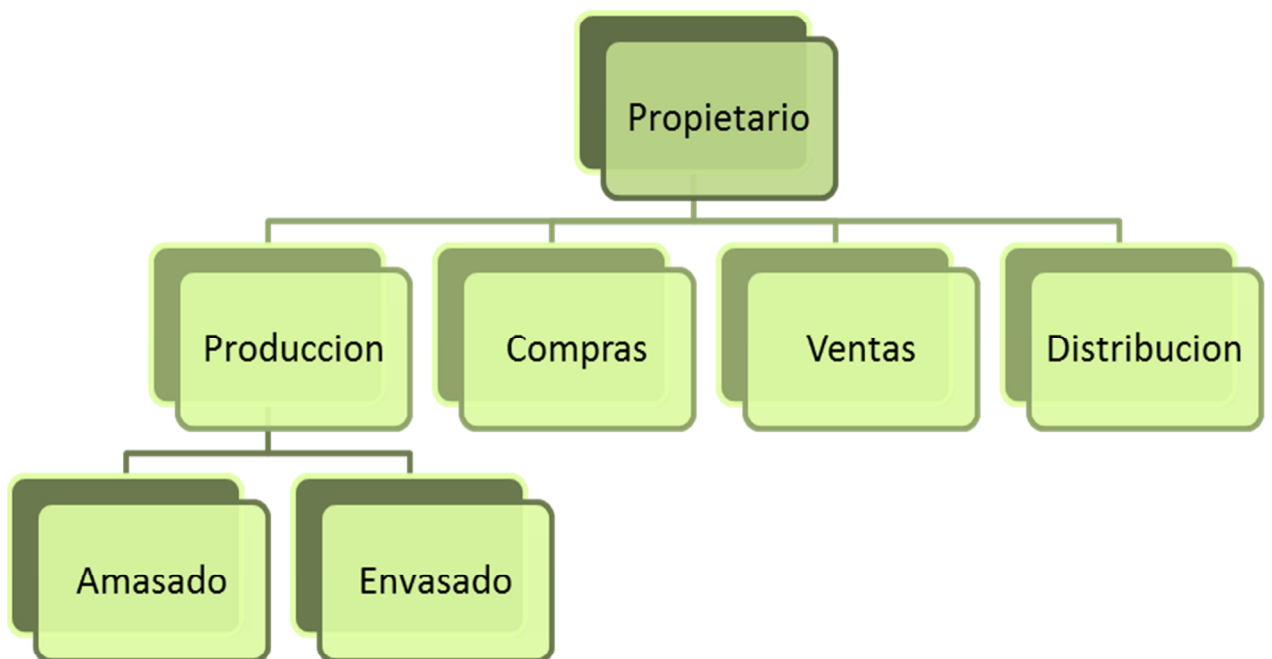 Propietario
Produccion
Compras
Ventas
Distribucion
Amasado
Envasado